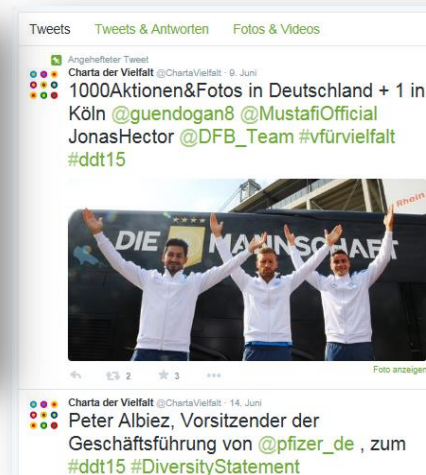 Tweets Tweets & Antworten Fotos & Videos
Angehefteter Tweet
Charta der Vielfalt @ChartaVielfalt · 9. Juni
1000Aktionen&Fotos in Deutschland + 1 in
Köln @guendogan8 @MustafiOfficial
JonasHector @DFB_Team #vfürvielfalt
#ddt15
Rhein
DIE MANNSCHAFT
2 3
Foto anzeigen
Charta der Vielfalt @ChartaVielfalt · 14. Juni
Peter Albiez, Vorsitzender der
Geschäftsführung von @pfizer_de , zum
#ddt15 #DiversityStatement